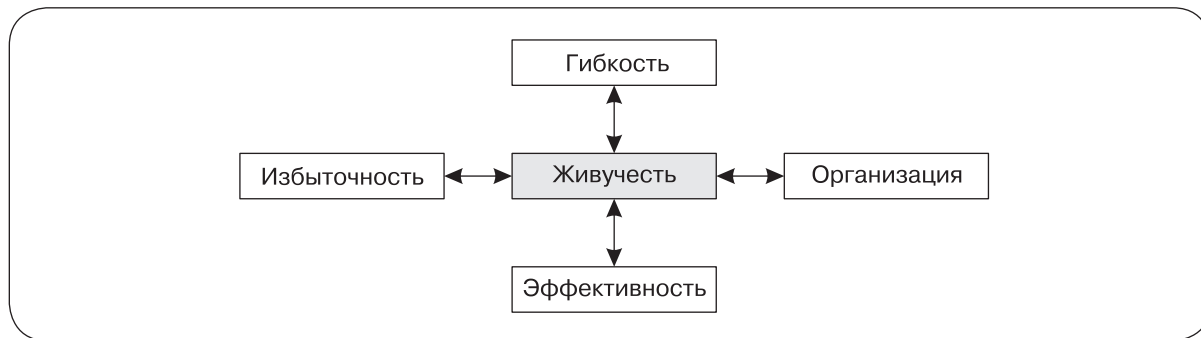 Гибкость
Избыточность
Живучесть
Организация
Эффективность